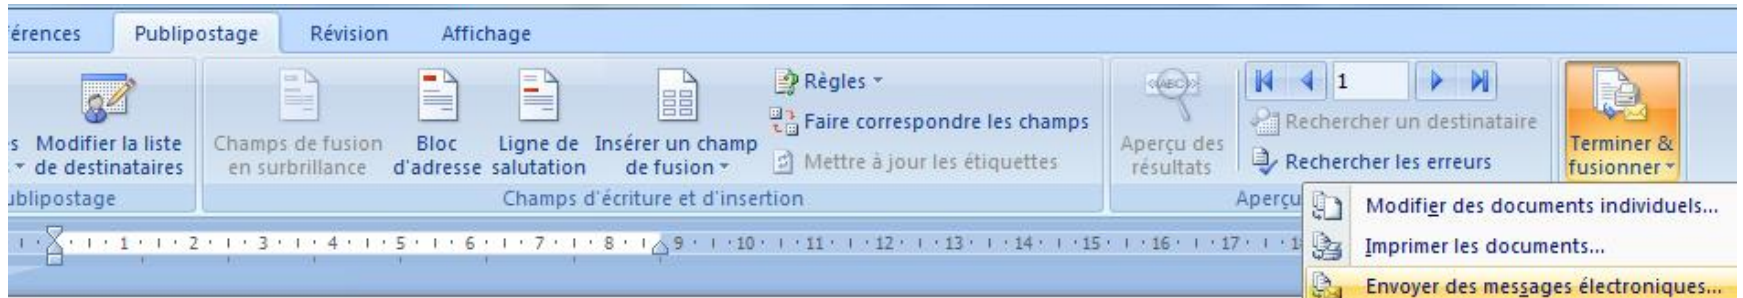 érences Publipostage Révision Affichage
Règles
Faire correspondre les champs
Mettre à jour les étiquettes
s Modifier la liste de destinataires
Champs de fusion en surbrillance
Bloc d'adresse
Ligne de salutation
Insérer un champ de fusion
«ABC»
Aperçu des résultats
1
Rechercher un destinataire
Rechercher les erreurs
Terminer & fusionner
ublipostage
Champs d'écriture et d'insertion
Aperçu
Modifier des documents individuels...
Imprimer les documents...
Envoyer des messages électroniques...
1 2 3 4 5 6 7 8 9 10 11 12 13 14 15 16 17 18